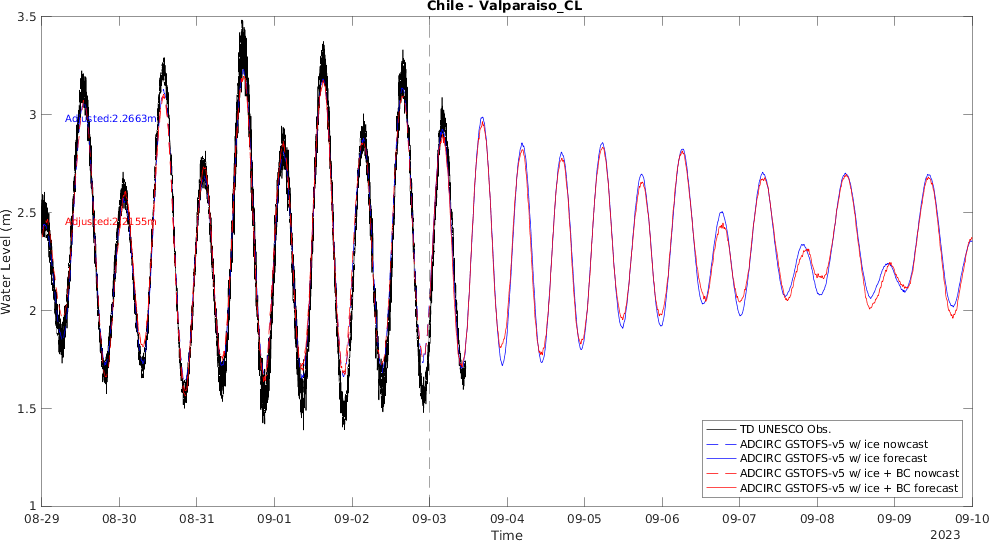 Chile - Valparaiso_CL
3.5
3
2.5
2
1.5
1
Water Level (m)
Adjusted:2.2663m
Adjusted:2.2155m
TD UNESCO Obs.
ADCIRC GSTOFS-v5 w/ ice nowcast
ADCIRC GSTOFS-v5 w/ ice forecast
ADCIRC GSTOFS-v5 w/ ice + BC nowcast
ADCIRC GSTOFS-v5 w/ ice + BC forecast
08-29 08-30 08-31 09-01 09-02 09-03 09-04 09-05 09-06 09-07 09-08 09-09 09-10
Time
2023